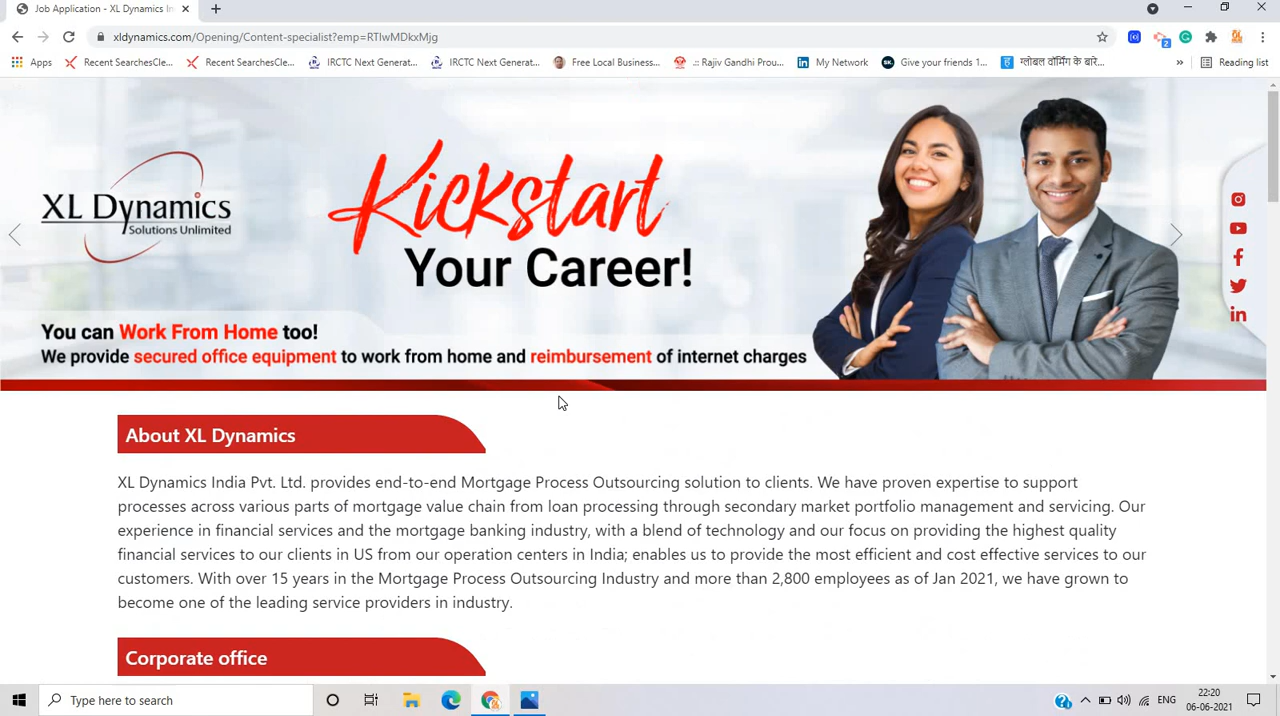 Job Application - XL Dynamics In
xldynamics.com/Opening/Content-specialist?emp=RTIwMDkxMjg
2
Apps
Recent SearchesCle...
Recent SearchesCle...
IRCTC Next Generat...
IRCTC Next Generat...
Free Local Business...
.:: Rajiv Gandhi Prou...
My Network
Give your friends 1...
ग्लोबल वॉर्मिंग के बारे...
»
Reading list
XL Dynamics
Solutions Unlimited
Kickstart
Your Career!
You can Work From Home too!
We provide secured office equipment to work from home and reimbursement of internet charges
About XL Dynamics
XL Dynamics India Pvt. Ltd. provides end-to-end Mortgage Process Outsourcing solution to clients. We have proven expertise to support
processes across various parts of mortgage value chain from loan processing through secondary market portfolio management and servicing. Our
experience in financial services and the mortgage banking industry, with a blend of technology and our focus on providing the highest quality
financial services to our clients in US from our operation centers in India; enables us to provide the most efficient and cost effective services to our
customers. With over 15 years in the Mortgage Process Outsourcing Industry and more than 2,800 employees as of Jan 2021, we have grown to
become one of the leading service providers in industry.
Corporate office
Type here to search
ENG
22:20
06-06-2021